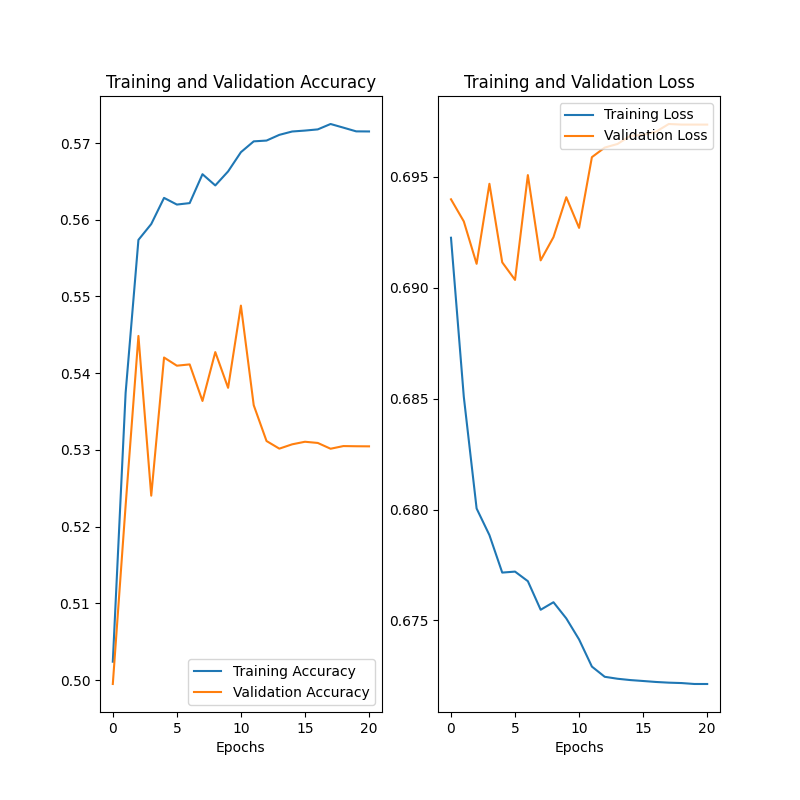 Training and Validation Accuracy
0.57
0.56
0.55
0.54
0.53
0.52
0.51
0.50
Training Accuracy
Validation Accuracy
0 5 10 15 20
Epochs
Training and Validation Loss
Training Loss
Validation Loss
0.695
0.690
0.685
0.680
0.675
0 5 10 15 20
Epochs